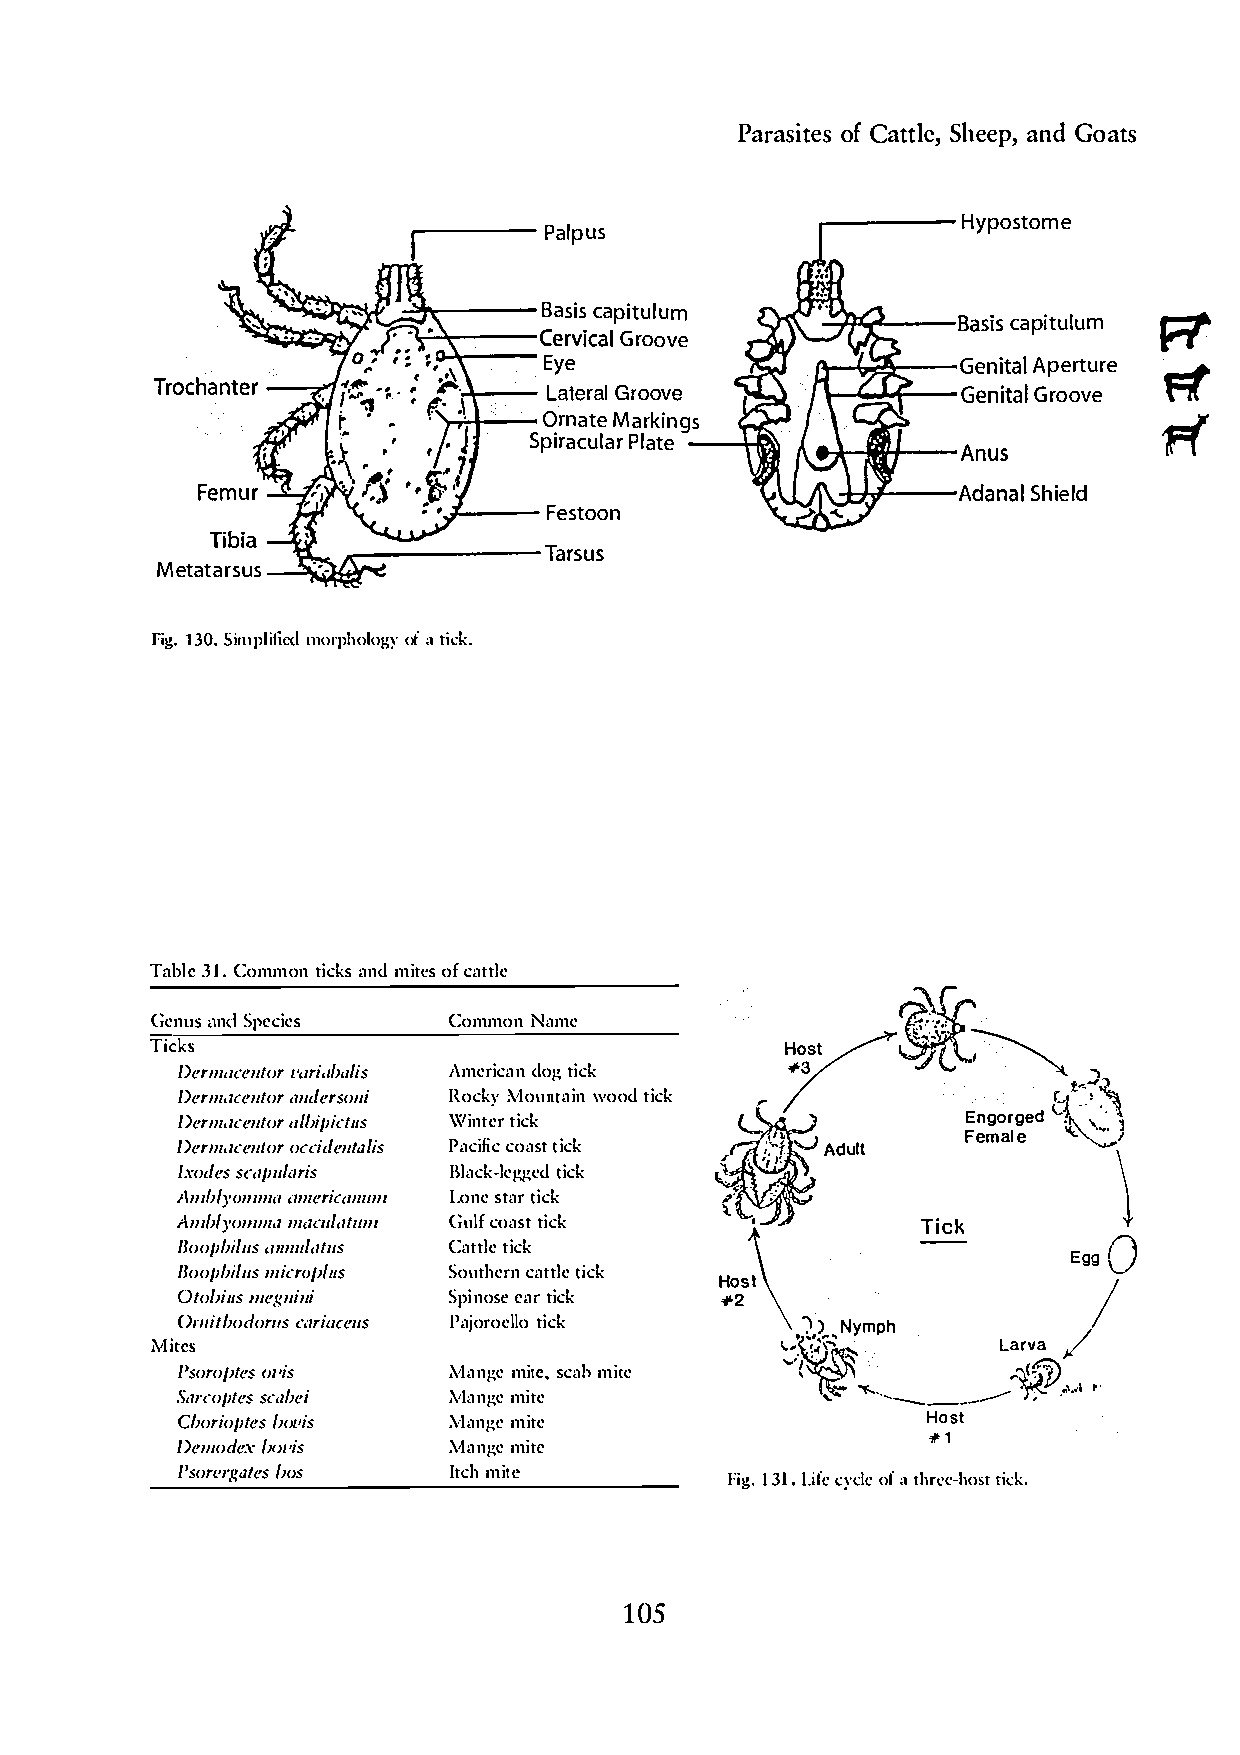 Parasites of Cattle, Sheep, and Goats
Palpus
Basis capitulum
Cervical Groove
Eye
Trochanter
Lateral Groove
Ornate Markings
Spiracular Plate
Femur
Festoon
Tibia
Tarsus
Metatarsus
Hypostome
Basis capitulum
Genital Aperture
Genital Groove
Anus
Adanal Shield
Fig. 130. Simplified morphology of a tick.
Table 31. Common ticks and mites of cattle
Genus and Species Common Name
Ticks
Dermacentor variabalis American dog tick
Dermacentor andersoni Rocky Mountain wood tick
Dermacentor albipictus Winter tick
Dermacentor occidentalis Pacific coast tick
Ixodes scapularis Black-legged tick
Amblyomma americanum Lone star tick
Amblyomma maculatum Gulf coast tick
Boophilus annulatus Cattle tick
Boophilus microplus Southern cattle tick
Otobius megnini Spinose ear tick
Ornithodorus cariaceus Pajoroello tick
Mites
Psoroptes ovis Mange mite, scab mite
Sarcoptes scabei Mange mite
Chorioptes bovis Mange mite
Demodex bovis Mange mite
Psorergates bos Itch mite
Host
#3
Engorged
Female
Adult
Tick
Egg
Host
#2
Nymph
Larva
Host
#1
Fig. 131. Life cycle of a three-host tick.
105